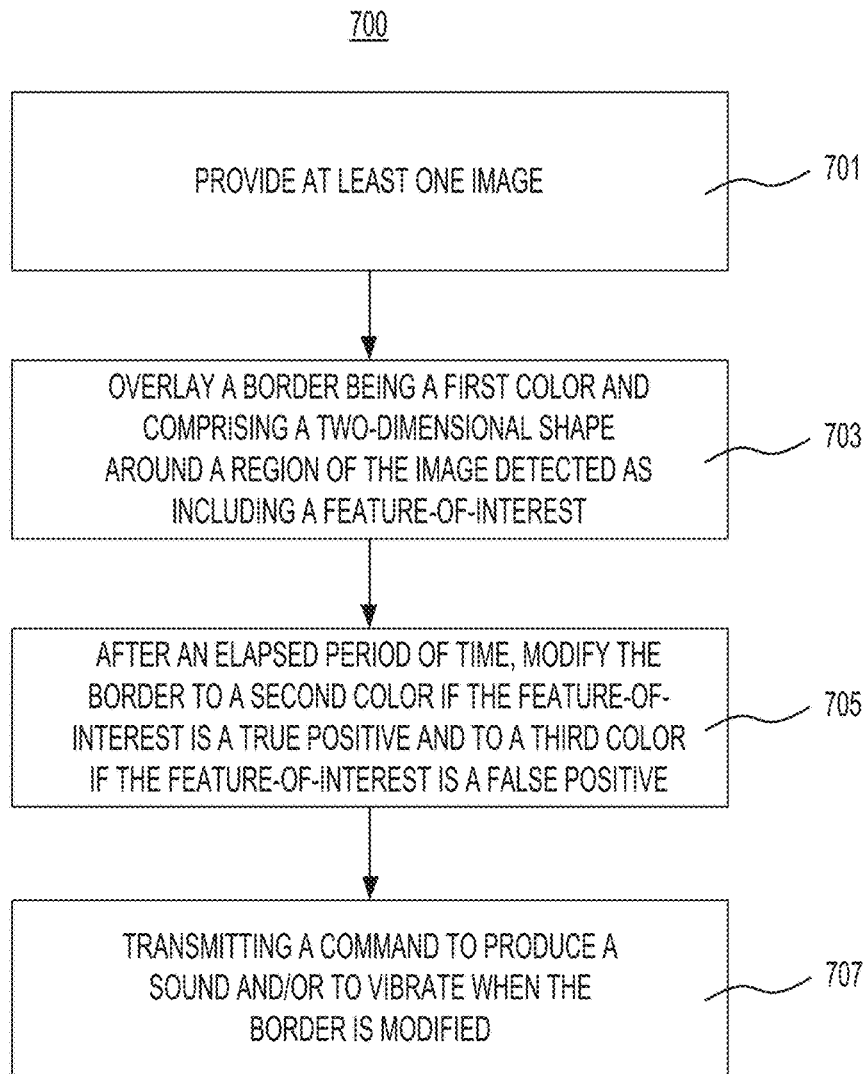 700
PROVIDE AT LEAST ONE IMAGE
701
OVERLAY A BORDER BEING A FIRST COLOR AND
COMPRISING A TWO-DIMENSIONAL SHAPE
AROUND A REGION OF THE IMAGE DETECTED AS
INCLUDING A FEATURE-OF-INTEREST
703
AFTER AN ELAPSED PERIOD OF TIME, MODIFY THE
BORDER TO A SECOND COLOR IF THE FEATURE-OF-
INTEREST IS A TRUE POSITIVE AND TO A THIRD COLOR
IF THE FEATURE-OF-INTEREST IS A FALSE POSITIVE
705
TRANSMITTING A COMMAND TO PRODUCE A
SOUND AND/OR TO VIBRATE WHEN THE
BORDER IS MODIFIED
707